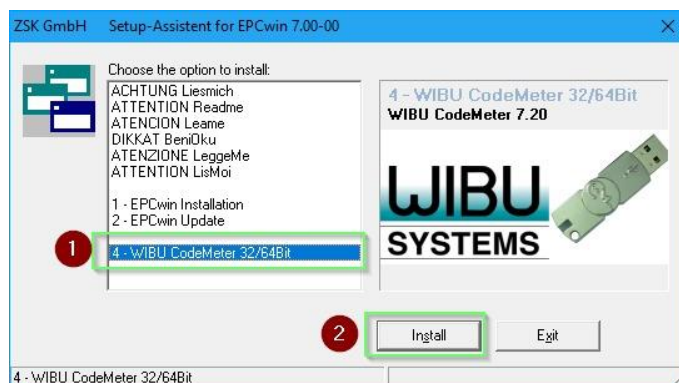 ZSK GmbH Setup-Assistent for EPCwin 7.00-00
Choose the option to install:
ACHTUNG Liesmich
ATTENTION Readme
ATENCION Leame
DIKKAT BeniOku
ATENZIONE LeggeMe
ATTENTION LisMoi
1 - EPCwin Installation
2 - EPCwin Update
4 - WIBU CodeMeter 32/64Bit
1
4 - WIBU CodeMeter 32/64Bit
WIBU CodeMeter 7.20
WIBU
SYSTEMS
2
Install
Exit
4 - WIBU CodeMeter 32/64Bit